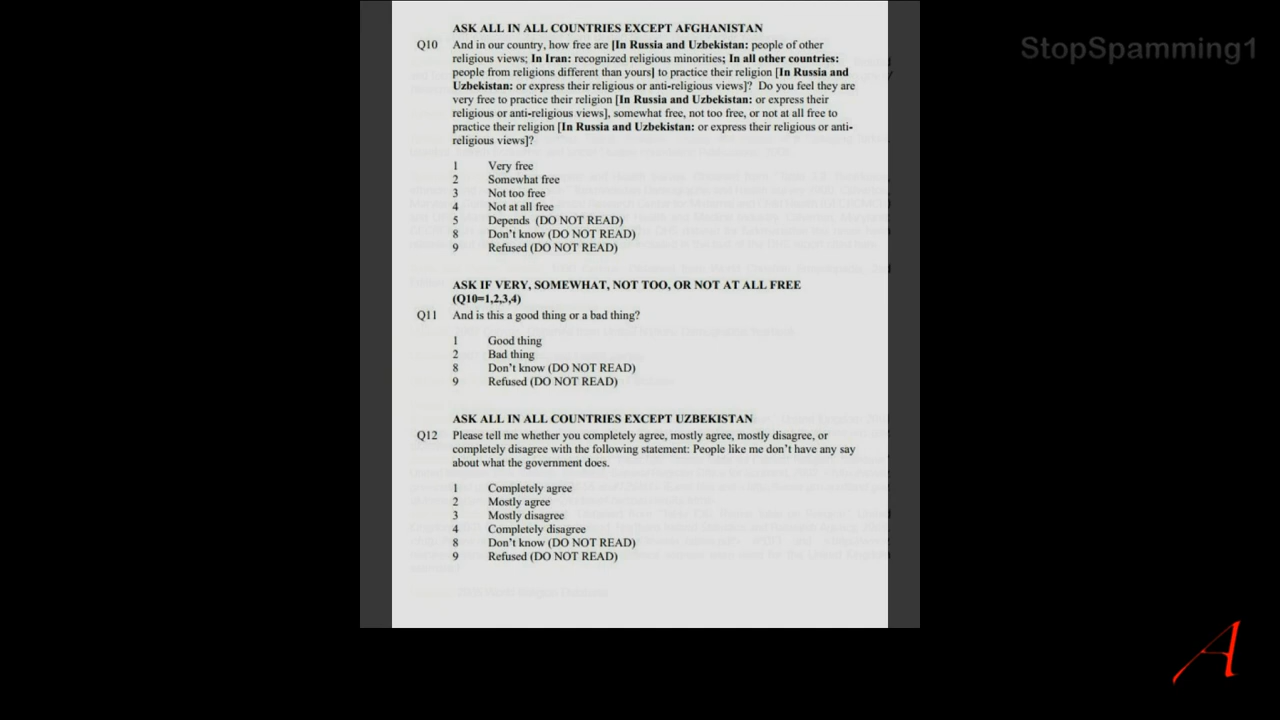 StopSpamming1
ASK ALL IN ALL COUNTRIES EXCEPT AFGHANISTAN
Q10 And in our country, how free are [In Russia and Uzbekistan: people of other
religious views; In Iran: recognized religious minorities; In all other countries:
people from religions different than yours] to practice their religion [In Russia and
Uzbekistan: or express their religious or anti-religious views]? Do you feel they are
very free to practice their religion [In Russia and Uzbekistan: or express their
religious or anti-religious views], somewhat free, not too free, or not at all free to
practice their religion [In Russia and Uzbekistan: or express their religious or anti-
religious views]?
1 Very free
2 Somewhat free
3 Not too free
4 Not at all free
5 Depends (DO NOT READ)
8 Don't know (DO NOT READ)
9 Refused (DO NOT READ)
ASK IF VERY, SOMEWHAT, NOT TOO, OR NOT AT ALL FREE
(Q10=1,2,3,4)
Q11 And is this a good thing or a bad thing?
1 Good thing
2 Bad thing
8 Don't know (DO NOT READ)
9 Refused (DO NOT READ)
ASK ALL IN ALL COUNTRIES EXCEPT UZBEKISTAN
Q12 Please tell me whether you completely agree, mostly agree, mostly disagree, or
completely disagree with the following statement: People like me don't have any say
about what the government does.
1 Completely agree
2 Mostly agree
3 Mostly disagree
4 Completely disagree
8 Don't know (DO NOT READ)
9 Refused (DO NOT READ)
A